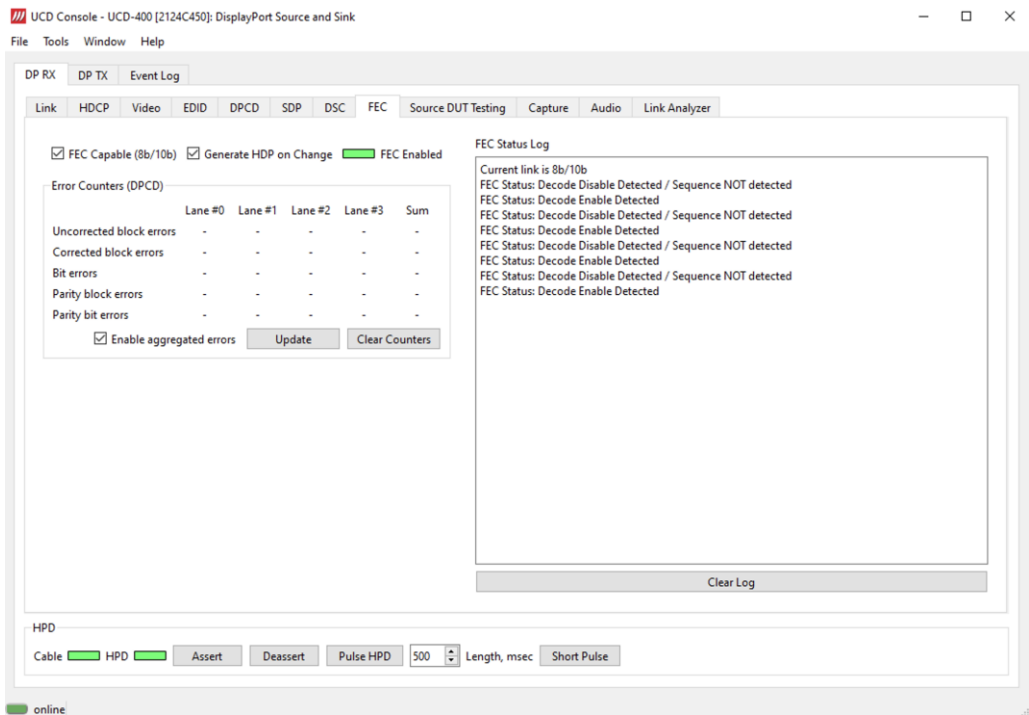 UCD Console - UCD-400 [2124C450]: DisplayPort Source and Sink
File Tools Window Help
DP RX DP TX Event Log
Link HDCP Video EDID DPCD SDP DSC FEC Source DUT Testing Capture Audio Link Analyzer
FEC Capable (8b/10b) Generate HDP on Change FEC Enabled
Error Counters (DPCD)
Lane #0 Lane #1 Lane #2 Lane #3 Sum
Uncorrected block errors - - - - -
Corrected block errors - - - - -
Bit errors - - - - -
Parity block errors - - - - -
Parity bit errors - - - - -
Enable aggregated errors Update Clear Counters
FEC Status Log
Current link is 8b/10b
FEC Status: Decode Disable Detected / Sequence NOT detected
FEC Status: Decode Enable Detected
FEC Status: Decode Disable Detected / Sequence NOT detected
FEC Status: Decode Enable Detected
FEC Status: Decode Disable Detected / Sequence NOT detected
FEC Status: Decode Enable Detected
FEC Status: Decode Disable Detected / Sequence NOT detected
FEC Status: Decode Enable Detected
Clear Log
HPD
Cable HPD Assert Deassert Pulse HPD 500 Length, msec Short Pulse
online